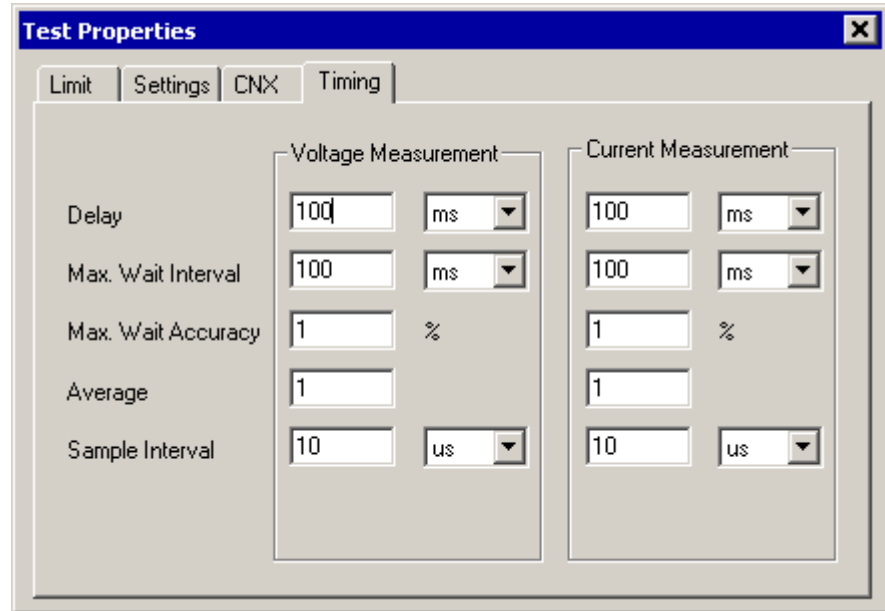 Test Properties
Limit Settings CNX Timing
Voltage Measurement Current Measurement
Delay 100 ms 100 ms
Max. Wait Interval 100 ms 100 ms
Max. Wait Accuracy 1 % 1 %
Average 1 1
Sample Interval 10 us 10 us